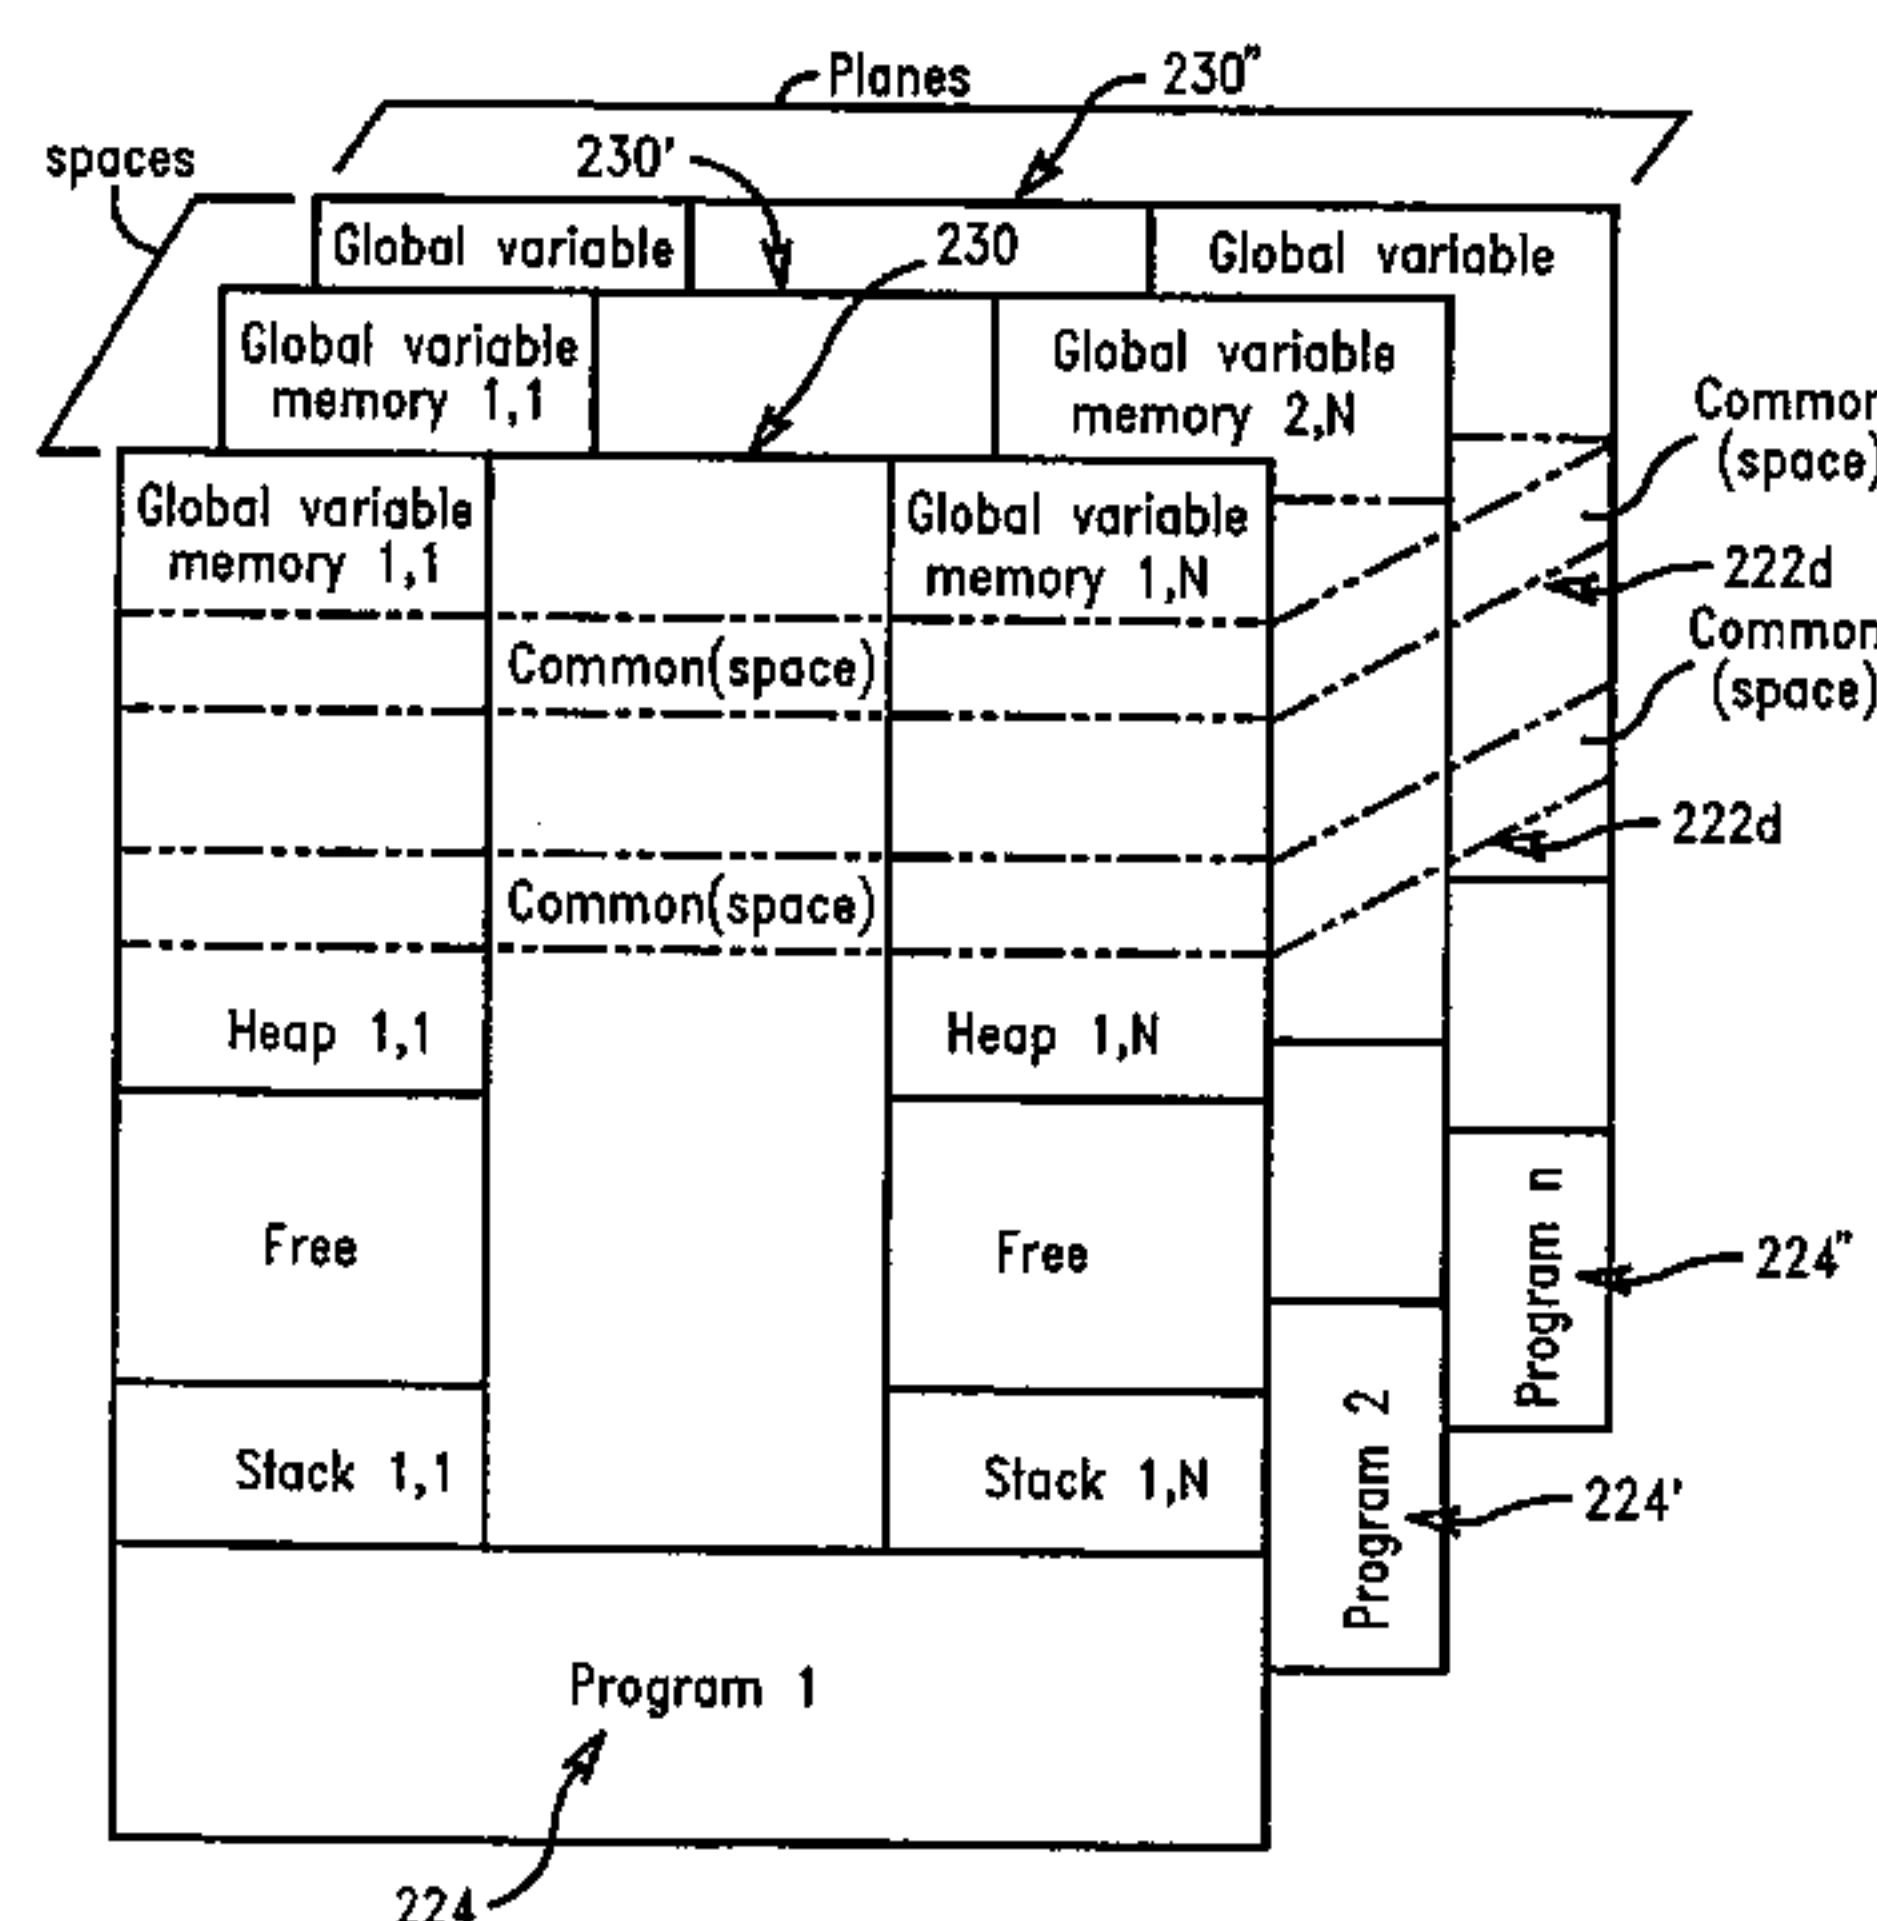 Planes
230"
spaces
230'
Global variable
230
Global variable
Global variable
memory 1,1
Global variable
memory 2,N
Common
(space)
Global variable
memory 1,1
Global variable
memory 1,N
222d
Common
(space)
Common(space)
222d
Common(space)
Heap 1,1
Heap 1,N
Free
Free
Program n
224"
Stack 1,1
Stack 1,N
Program 2
224'
Program 1
224